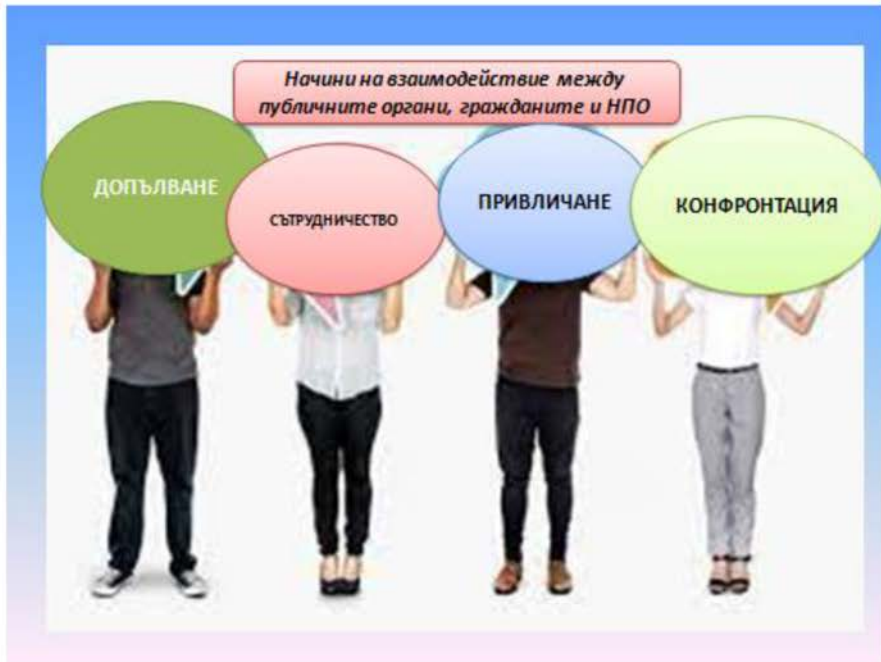 Начини на взаимодействие между
публичните органи, гражданите и НПО
ДОПЪЛВАНЕ
СЪТРУДНИЧЕСТВО
ПРИВЛИЧАНЕ
КОНФРОНТАЦИЯ